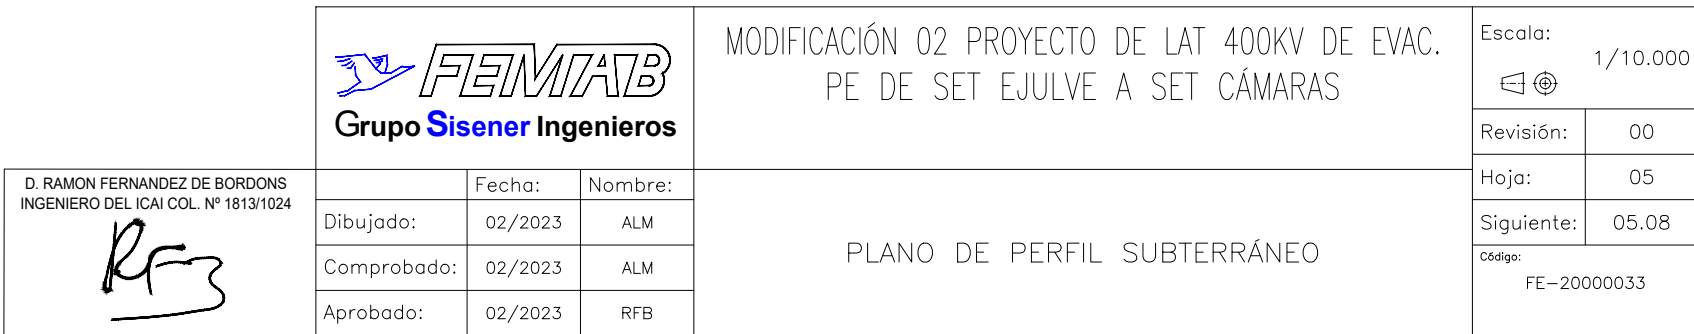 FEMAB
Grupo Sisener Ingenieros
MODIFICACIÓN 02 PROYECTO DE LAT 400KV DE EVAC.
PE DE SET EJULVE A SET CÁMARAS
Escala:
1/10.000
Revisión: 00
Hoja: 05
Siguiente: 05.08
Código:
FE-20000033
D. RAMON FERNANDEZ DE BORDONS
INGENIERO DEL ICAI COL. Nº 1813/1024
RFB
Fecha: Nombre:
Dibujado: 02/2023 ALM
Comprobado: 02/2023 ALM
Aprobado: 02/2023 RFB
PLANO DE PERFIL SUBTERRÁNEO